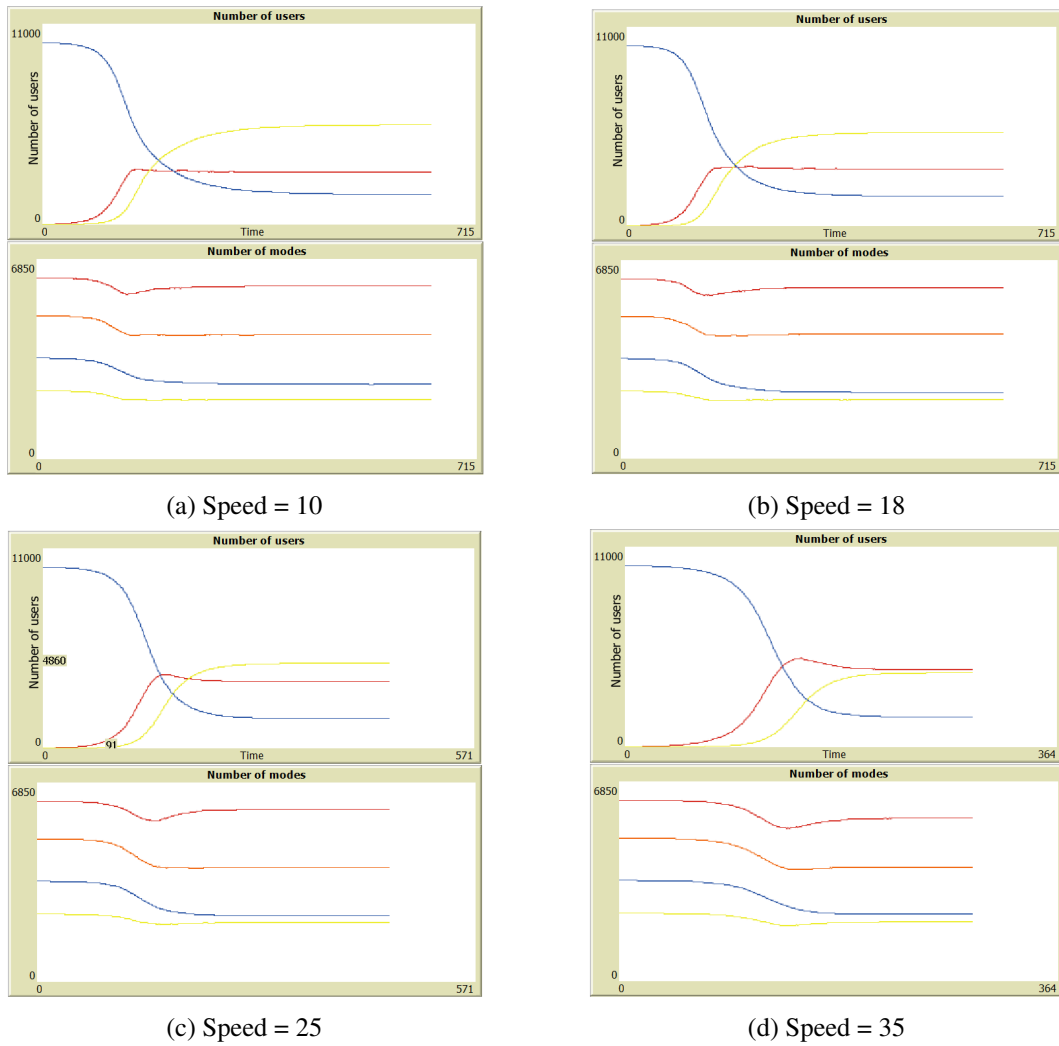 Number of users
11000
Number of users
0
0
Time
715
Number of modes
6850
0
0
715
(a) Speed = 10
Number of users
11000
Number of users
0
0
Time
715
Number of modes
6850
0
0
715
(b) Speed = 18
Number of users
11000
Number of users
4860
91
0
0
Time
571
Number of modes
6850
0
0
571
(c) Speed = 25
Number of users
11000
Number of users
0
0
Time
364
Number of modes
6850
0
0
364
(d) Speed = 35